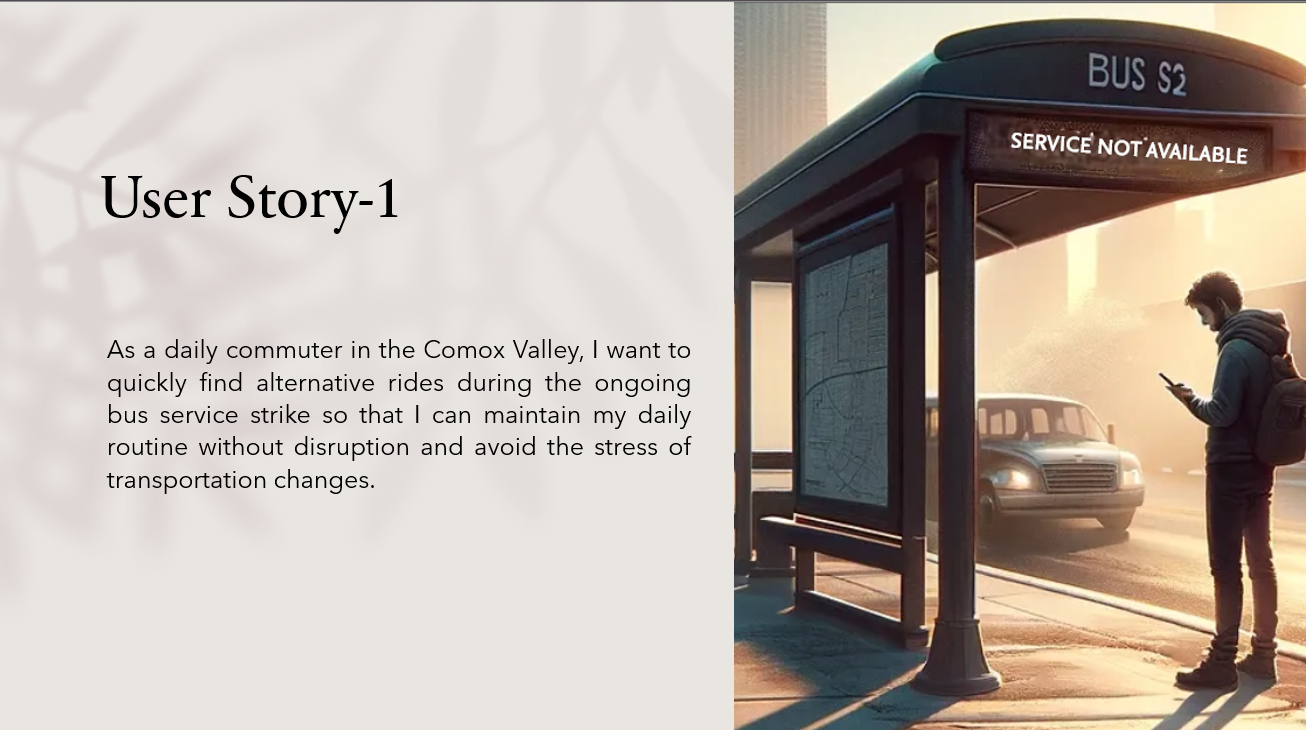 User Story-1
As a daily commuter in the Comox Valley, I want to
quickly find alternative rides during the ongoing
bus service strike so that I can maintain my daily
routine without disruption and avoid the stress of
transportation changes.
BUS S2
SERVICE NOT AVAILABLE